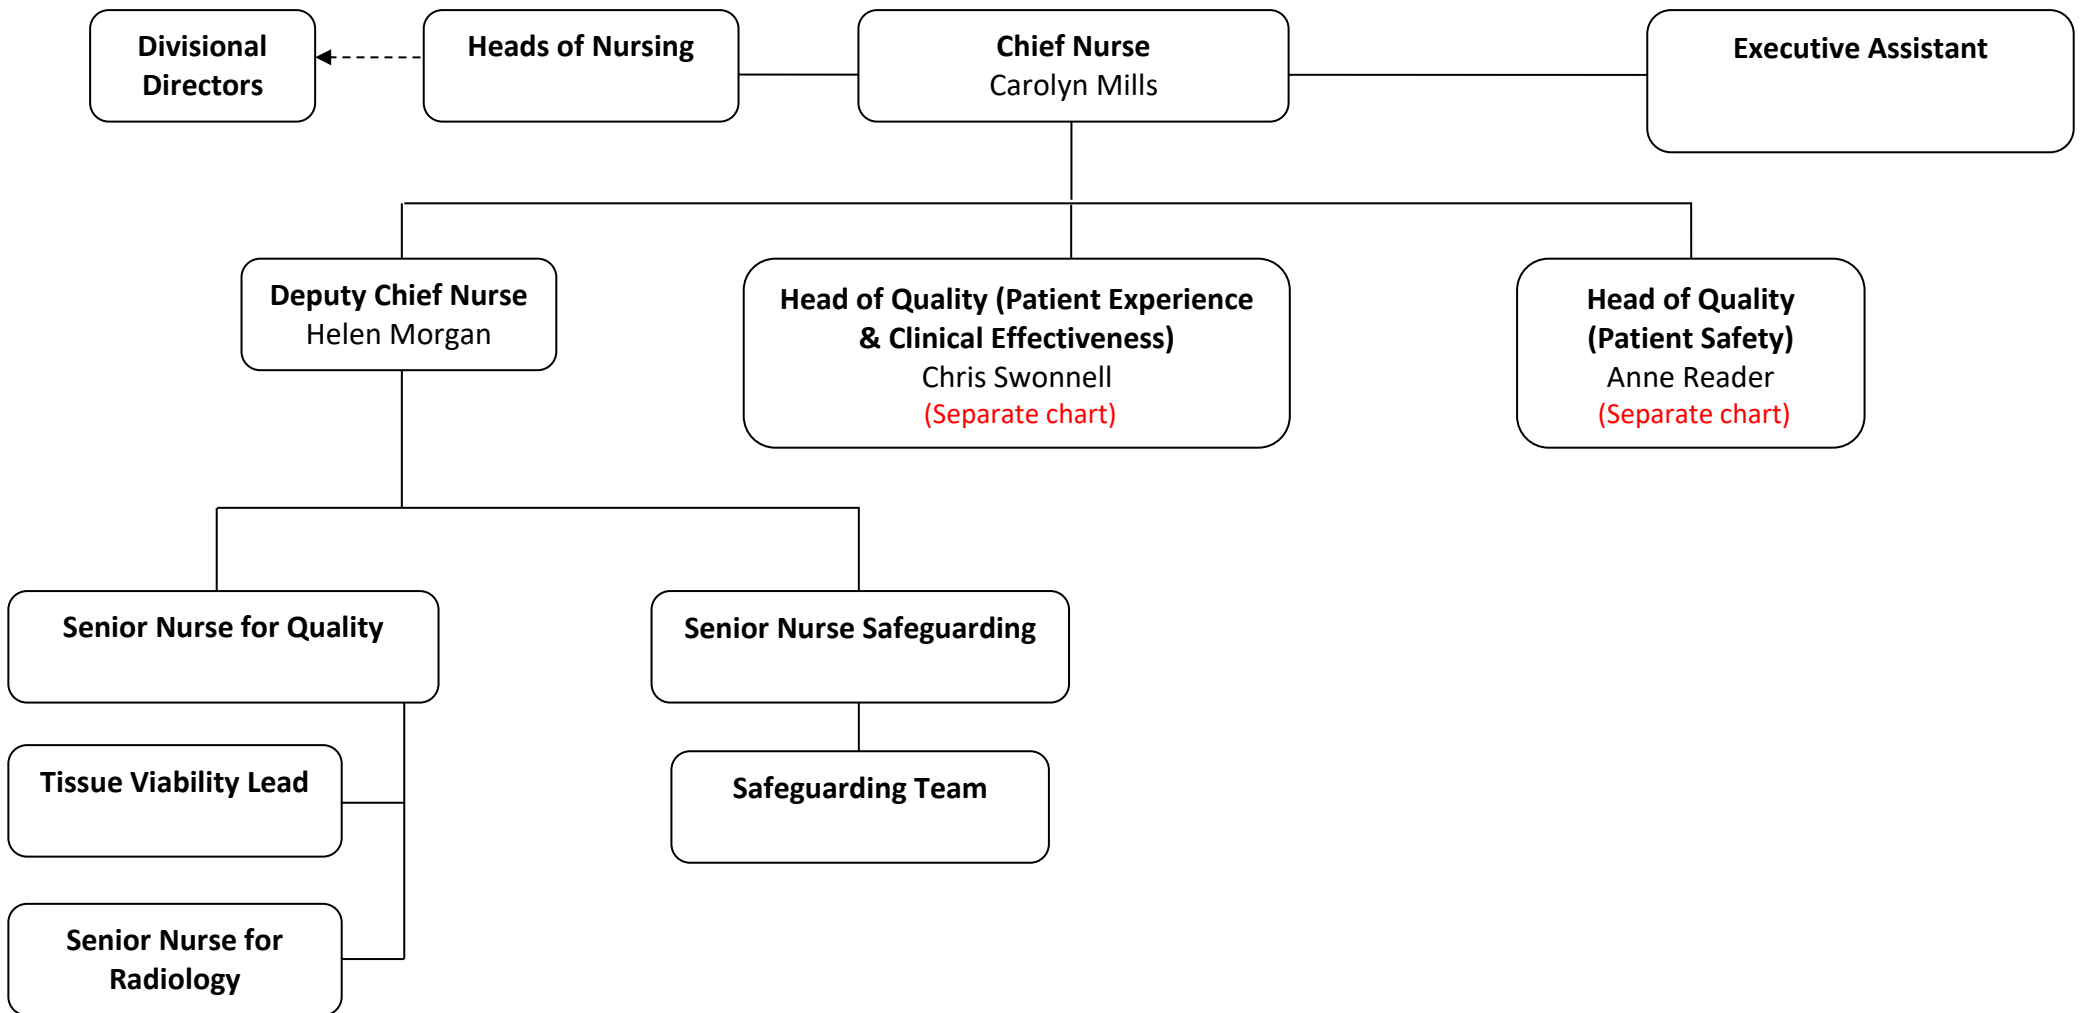 Divisional
Directors
Heads of Nursing
Chief Nurse
Carolyn Mills
Executive Assistant
Deputy Chief Nurse
Helen Morgan
Head of Quality (Patient Experience
& Clinical Effectiveness)
Chris Swonnell
(Separate chart)
Head of Quality
(Patient Safety)
Anne Reader
(Separate chart)
Senior Nurse for Quality
Senior Nurse Safeguarding
Tissue Viability Lead
Safeguarding Team
Senior Nurse for
Radiology